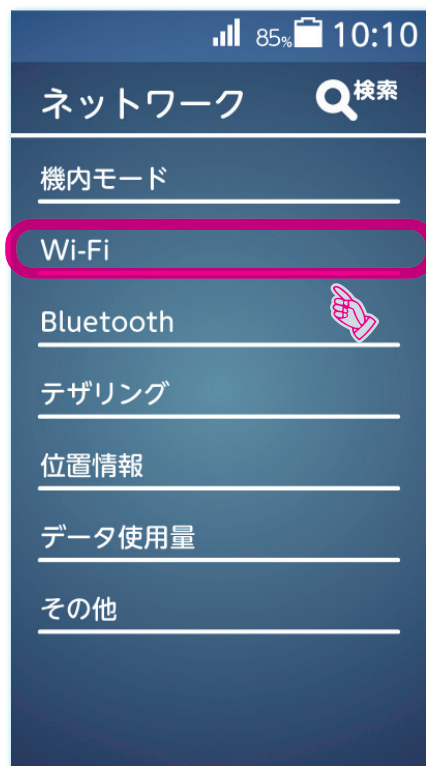 85% 10:10
ネットワーク 検索
機内モード
Wi-Fi
Bluetooth
テザリング
位置情報
データ使用量
その他